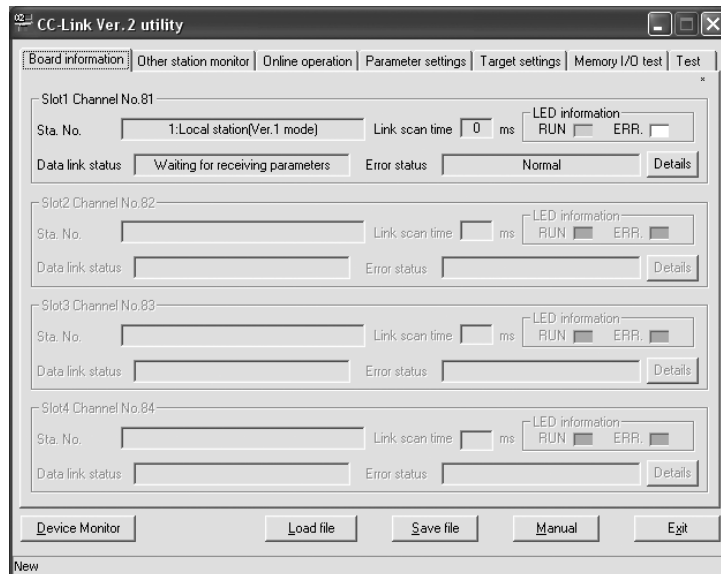 CC-Link Ver.2 utility
Board information Other station monitor Online operation Parameter settings Target settings Memory I/O test Test
Slot1 Channel No.81
Sta. No. 1:Local station(Ver.1 mode) Link scan time 0 ms LED information RUN ERR.
Data link status Waiting for receiving parameters Error status Normal Details
Slot2 Channel No.82
Sta. No. Link scan time ms LED information RUN ERR.
Data link status Error status Details
Slot3 Channel No.83
Sta. No. Link scan time ms LED information RUN ERR.
Data link status Error status Details
Slot4 Channel No.84
Sta. No. Link scan time ms LED information RUN ERR.
Data link status Error status Details
Device Monitor Load file Save file Manual Exit
New